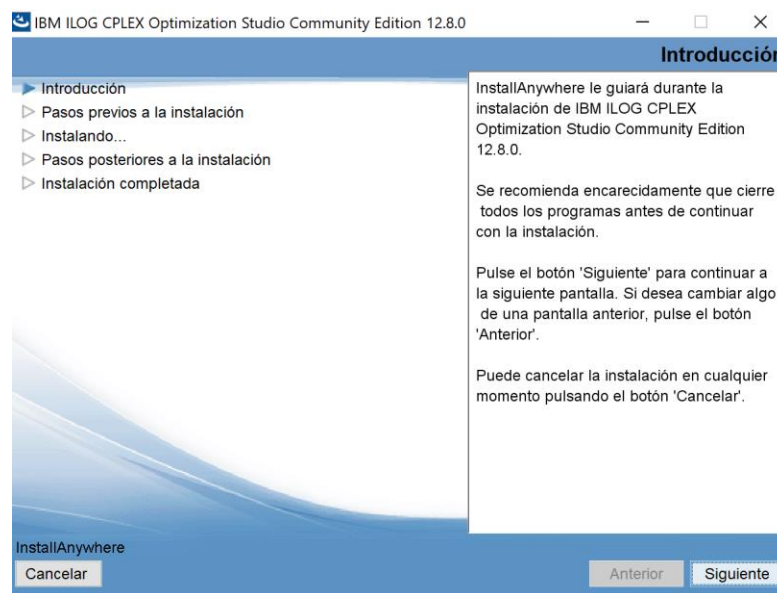 IBM ILOG CPLEX Optimization Studio Community Edition 12.8.0
Introducción
Introducción
Pasos previos a la instalación
Instalando...
Pasos posteriores a la instalación
Instalación completada
InstallAnywhere le guiará durante la
instalación de IBM ILOG CPLEX
Optimization Studio Community Edition
12.8.0.
Se recomienda encarecidamente que cierre
todos los programas antes de continuar
con la instalación.
Pulse el botón 'Siguiente' para continuar a
la siguiente pantalla. Si desea cambiar algo
de una pantalla anterior, pulse el botón
'Anterior'.
Puede cancelar la instalación en cualquier
momento pulsando el botón 'Cancelar'.
InstallAnywhere
Cancelar
Anterior
Siguiente